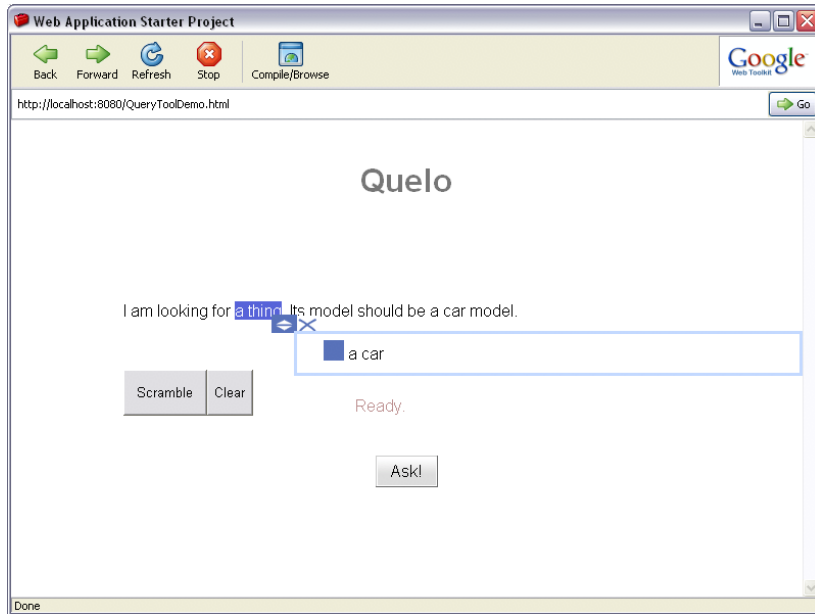 Web Application Starter Project
Back Forward Refresh Stop Compile/Browse
Google
Web Toolkit
http://localhost:8080/QueryToolDemo.html Go
Quelo
I am looking for a thing. Its model should be a car model.
a car
Scramble Clear
Ready.
Ask!
Done